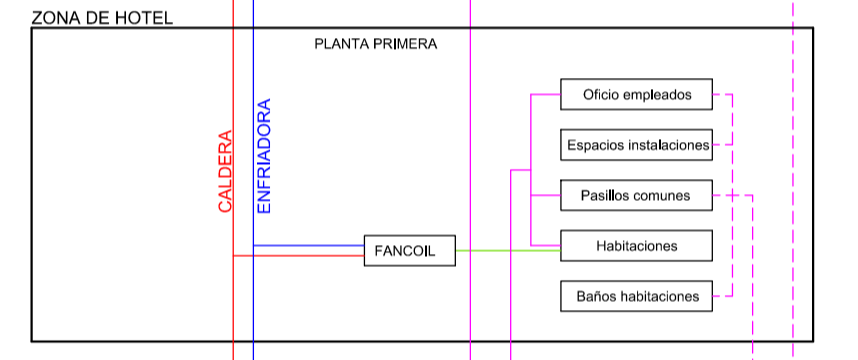 ZONA DE HOTEL
PLANTA PRIMERA
CALDERA
ENFRIADORA
Oficio empleados
Espacios instalaciones
Pasillos comunes
FANCOIL
Habitaciones
Baños habitaciones